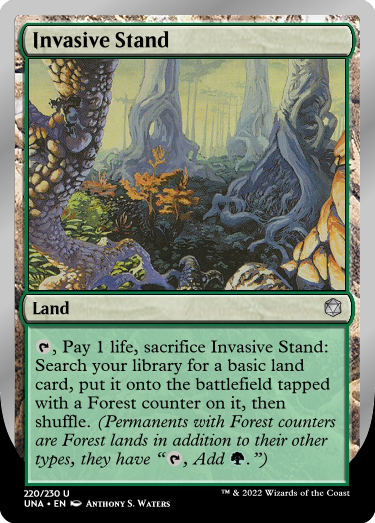 Invasive Stand
Land
, Pay 1 life, sacrifice Invasive Stand:
Search your library for a basic land
card, put it onto the battlefield tapped
with a Forest counter on it, then
shuffle. (Permanents with Forest counters
are Forest lands in addition to their other
types, they have “, Add .”)
220/230 U
UNA • EN Anthony S. Waters
™ & 2022 Wizards of the Coast